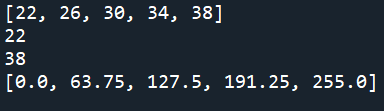 [22, 26, 30, 34, 38]
22
38
[0.0, 63.75, 127.5, 191.25, 255.0]